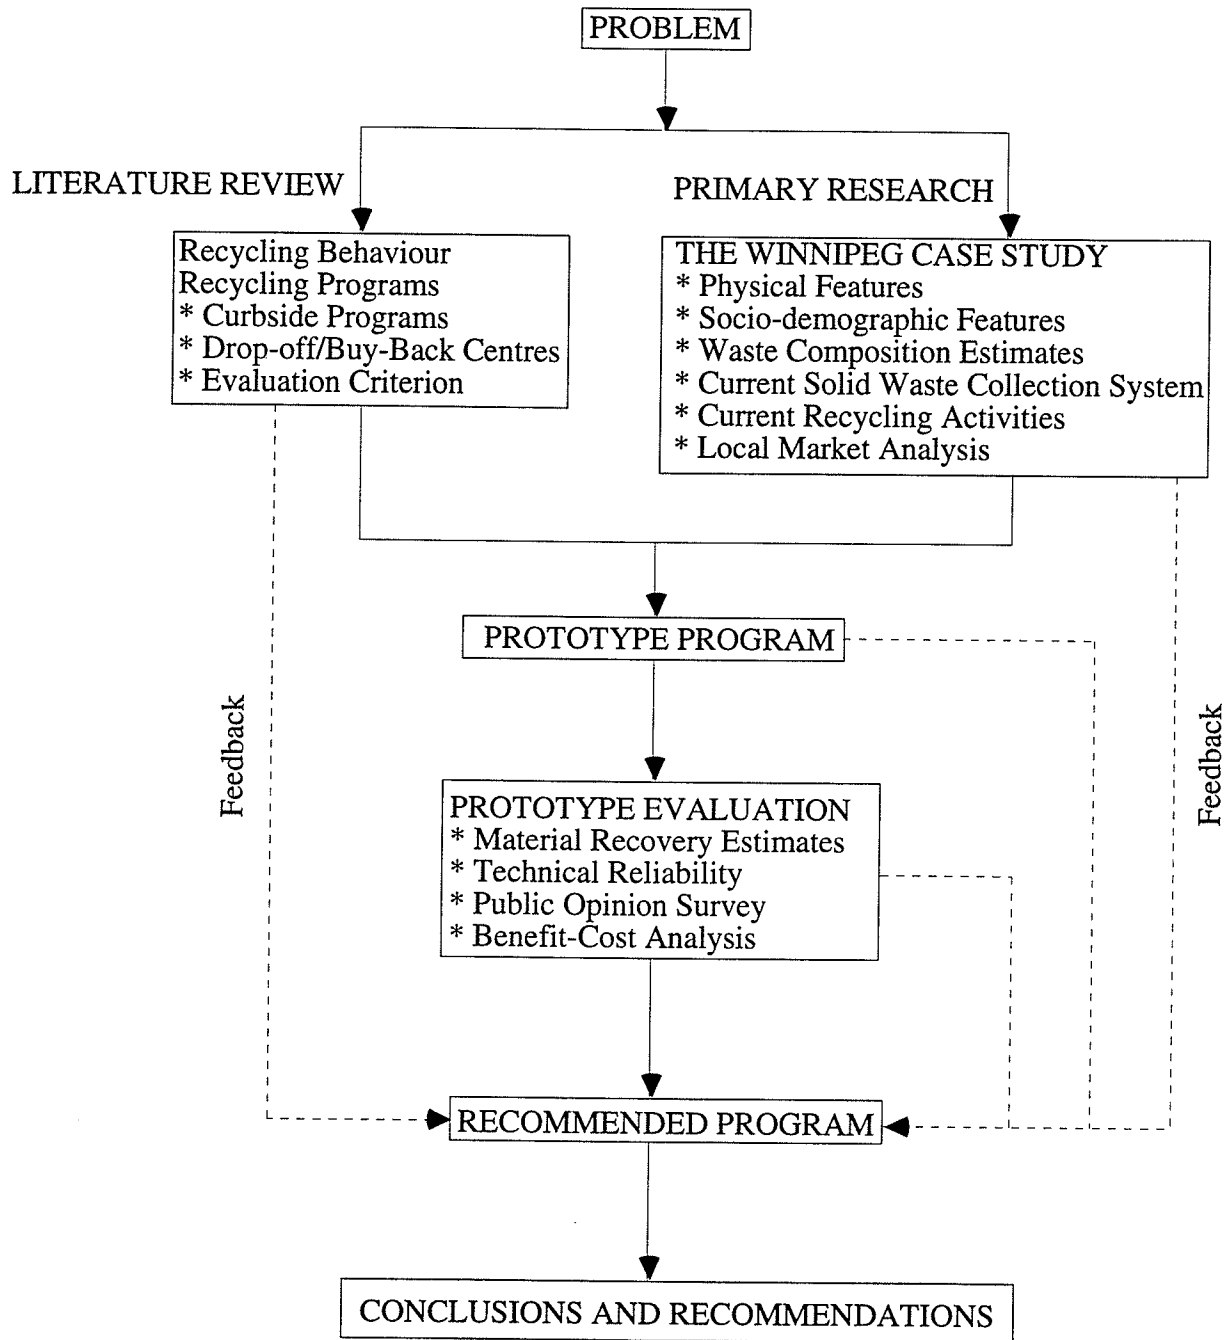 PROBLEM
LITERATURE REVIEW
Recycling Behaviour
Recycling Programs
* Curbside Programs
* Drop-off/Buy-Back Centres
* Evaluation Criterion
PRIMARY RESEARCH
THE WINNIPEG CASE STUDY
* Physical Features
* Socio-demographic Features
* Waste Composition Estimates
* Current Solid Waste Collection System
* Current Recycling Activities
* Local Market Analysis
PROTOTYPE PROGRAM
Feedback
Feedback
PROTOTYPE EVALUATION
* Material Recovery Estimates
* Technical Reliability
* Public Opinion Survey
* Benefit-Cost Analysis
RECOMMENDED PROGRAM
CONCLUSIONS AND RECOMMENDATIONS